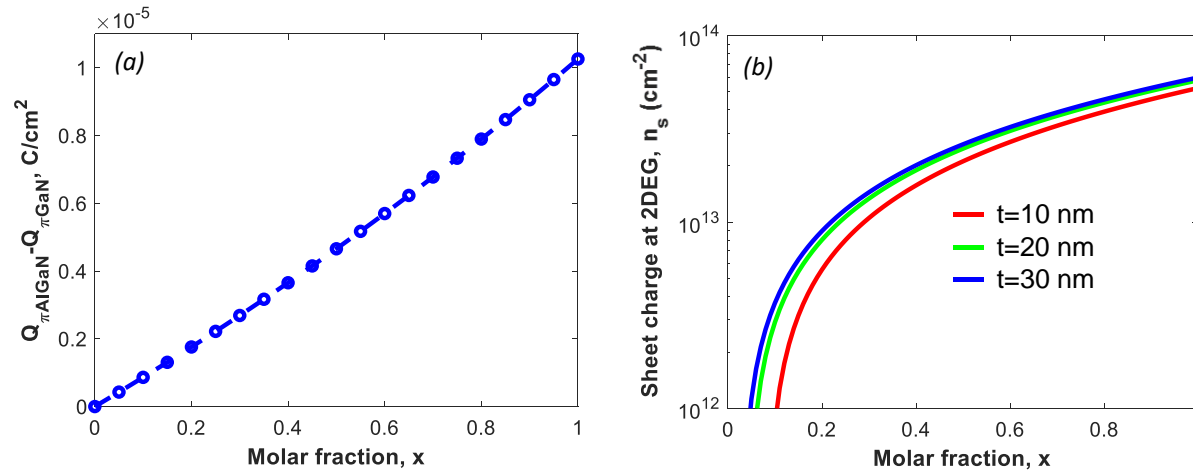 ×10⁻⁵
(a)
Q_πAlGaN-Q_πGaN, C/cm²
1
0.8
0.6
0.4
0.2
0
0 0.2 0.4 0.6 0.8 1
Molar fraction, x
(b)
Sheet charge at 2DEG, n_s (cm⁻²)
10¹⁴
10¹³
10¹²
t=10 nm
t=20 nm
t=30 nm
0 0.2 0.4 0.6 0.8
Molar fraction, x